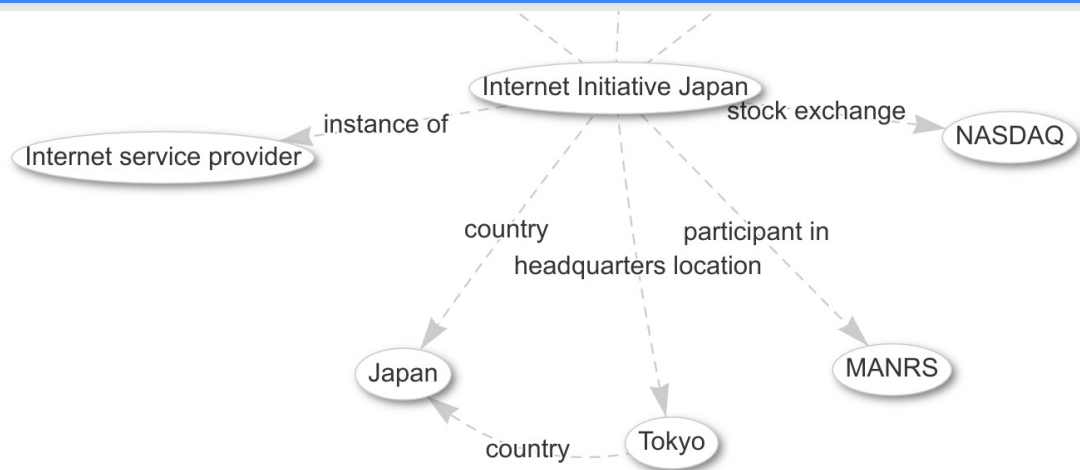 Internet Initiative Japan
stock exchange
instance of
NASDAQ
Internet service provider
country
participant in
headquarters location
Japan
MANRS
Tokyo
country